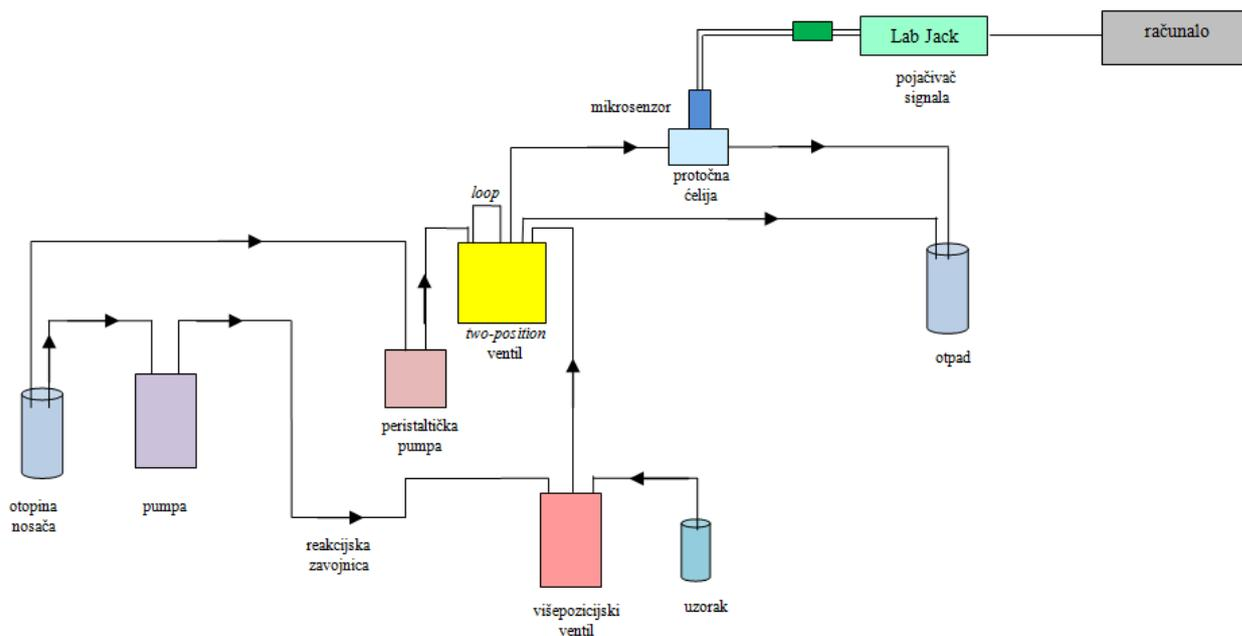 računalo
Lab Jack
pojačivač
signala
mikrosenzor
protočna
ćelija
loop
two-position
ventil
otpad
peristaltička
pumpa
otopina
nosača
pumpa
reakcijska
zavojnica
višepozicijski
ventil
uzorak